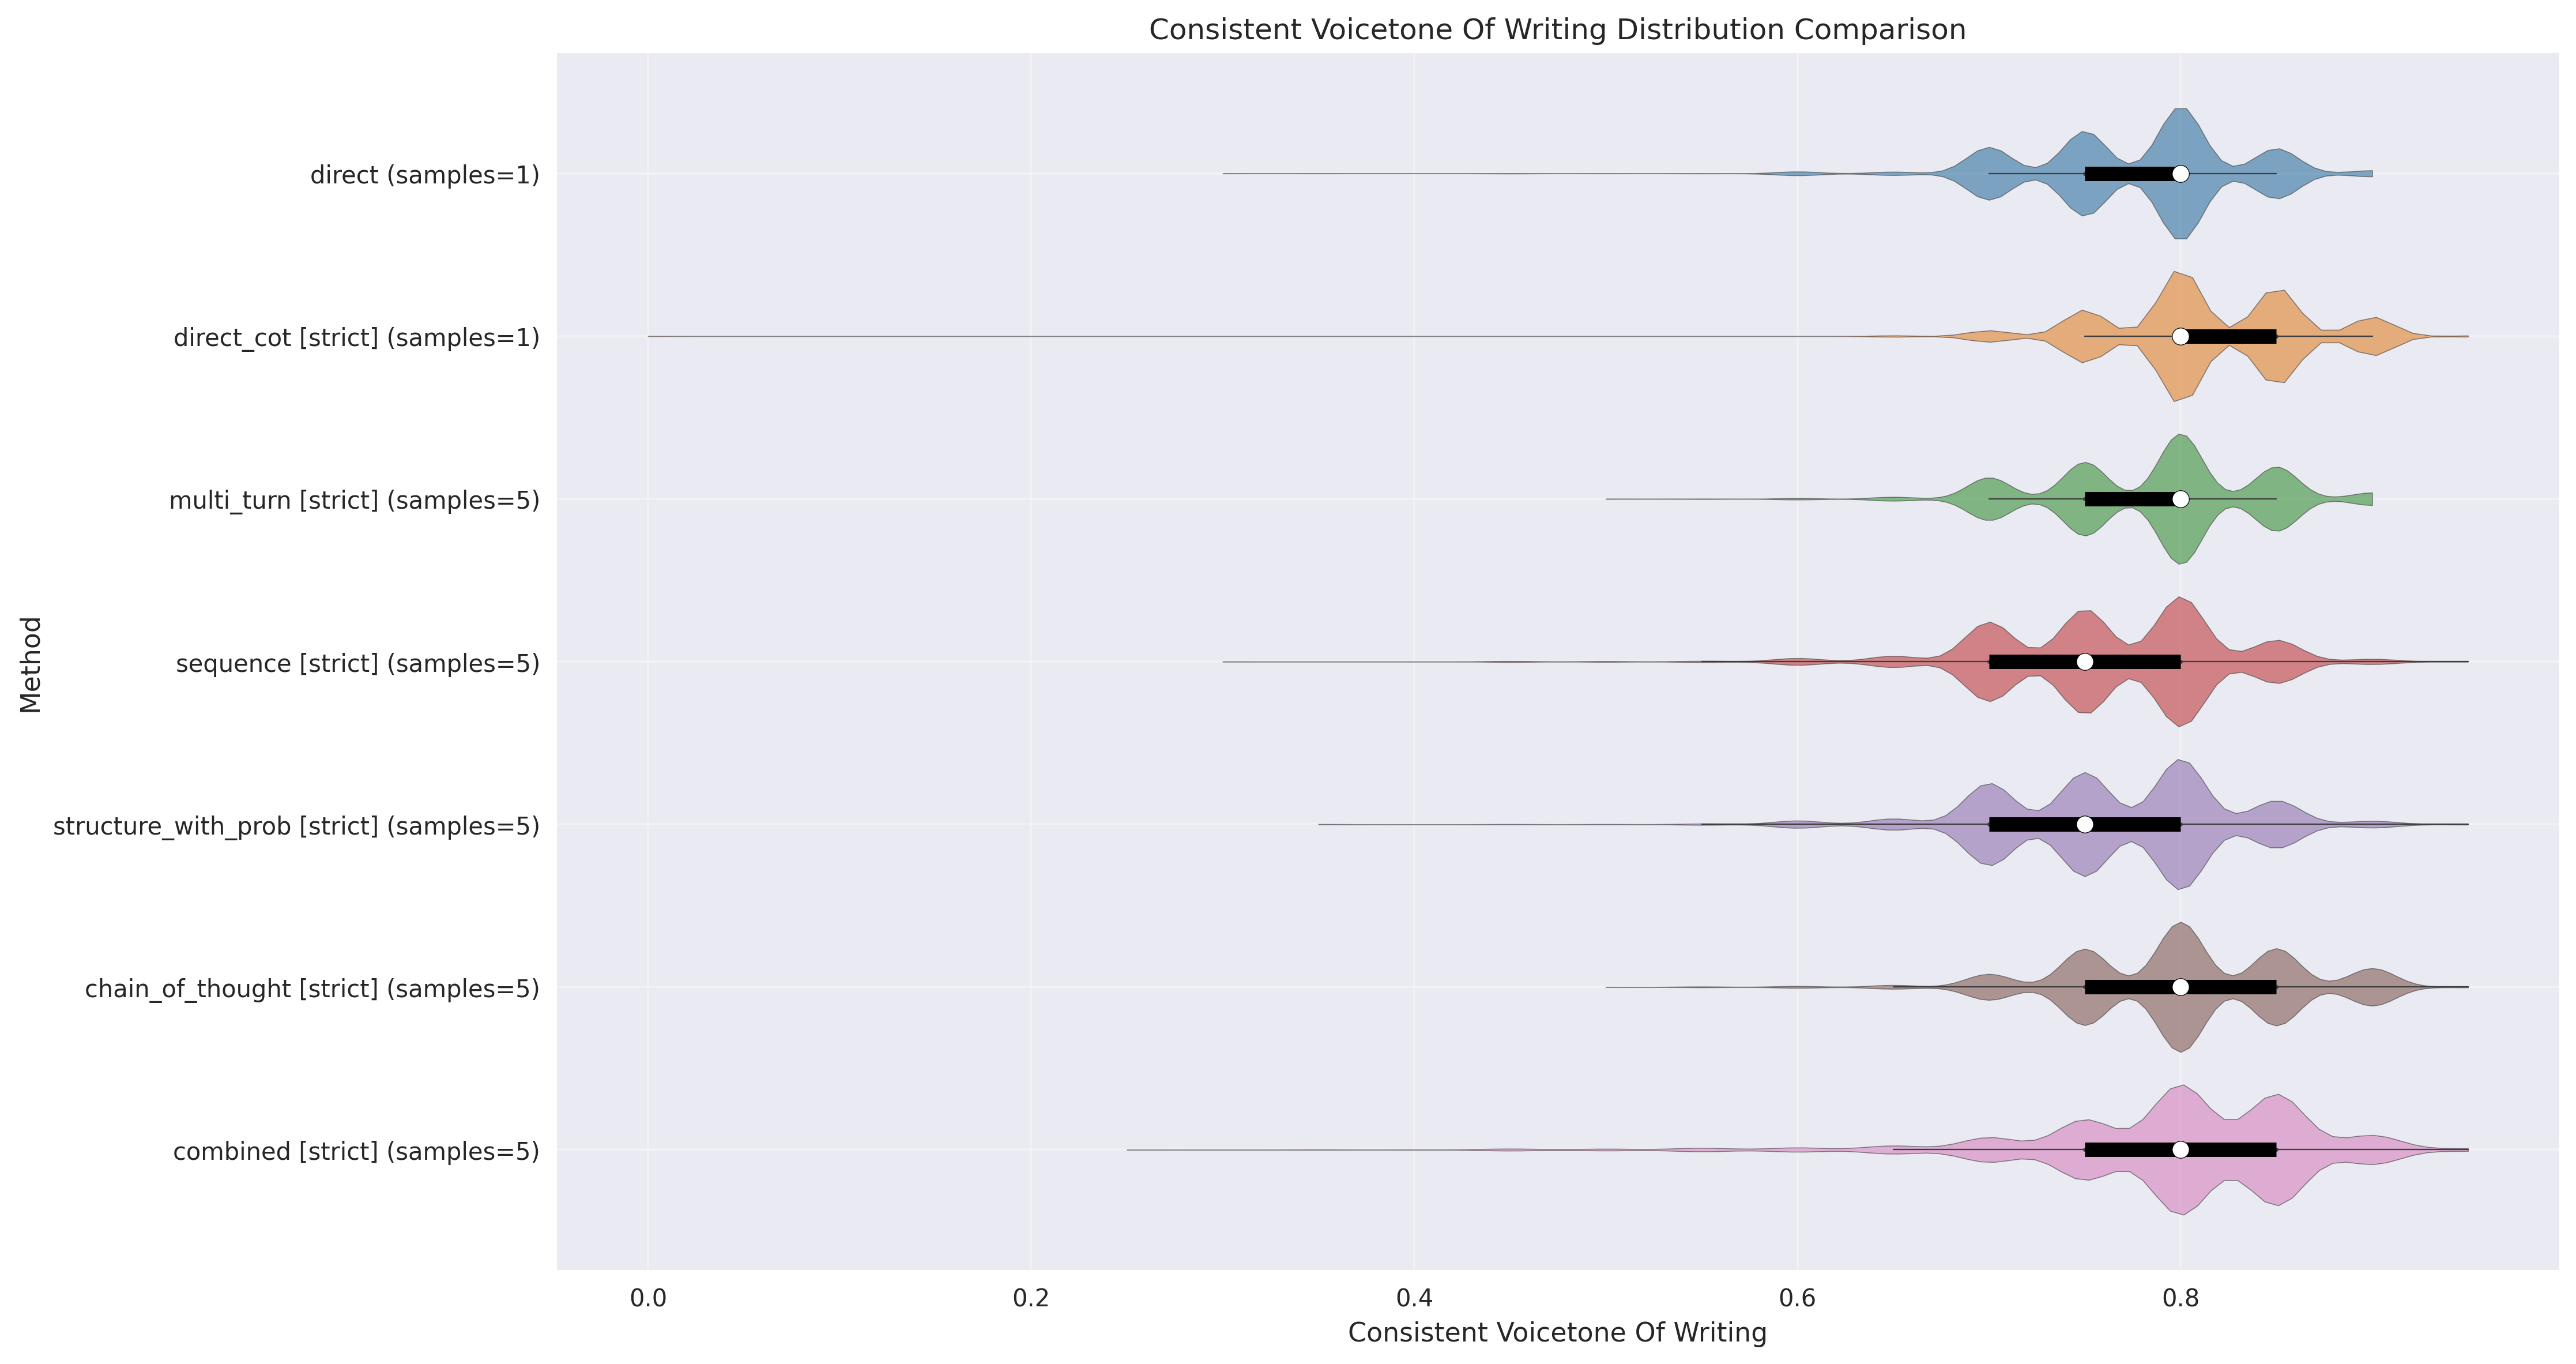 Consistent Voicetone Of Writing Distribution Comparison
direct (samples=1)
direct_cot [strict] (samples=1)
multi_turn [strict] (samples=5)
sequence [strict] (samples=5)
structure_with_prob [strict] (samples=5)
chain_of_thought [strict] (samples=5)
combined [strict] (samples=5)
Method
0.0 0.2 0.4 0.6 0.8
Consistent Voicetone Of Writing